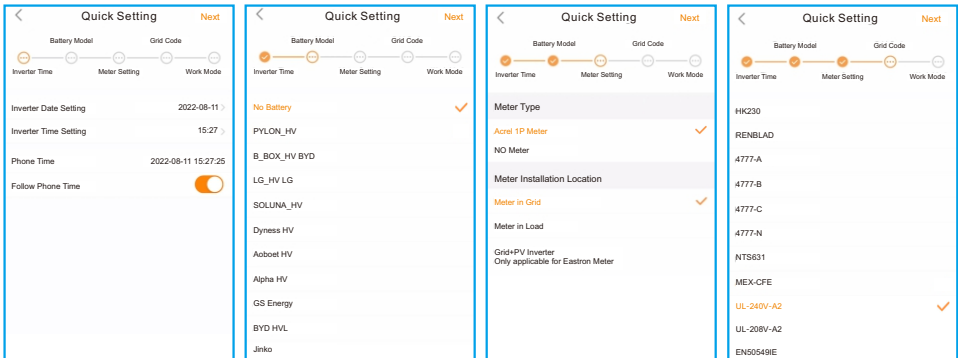 Quick Setting
Next
Battery Model
Grid Code
Inverter Time
Meter Setting
Work Mode
Inverter Date Setting
2022-08-11
Inverter Time Setting
15:27
Phone Time
2022-08-11 15:27:25
Follow Phone Time
Quick Setting
Next
Battery Model
Grid Code
Inverter Time
Meter Setting
Work Mode
No Battery
PYLON_HV
B_BOX_HV BYD
LG_HV LG
SOLUNA_HV
Dyness HV
Aoboet HV
Alpha HV
GS Energy
BYD HVL
Jinko
Quick Setting
Next
Battery Model
Grid Code
Inverter Time
Meter Setting
Work Mode
Meter Type
Acrel 1P Meter
NO Meter
Meter Installation Location
Meter in Grid
Meter in Load
Grid+PV Inverter
Only applicable for Eastron Meter
Quick Setting
Next
Battery Model
Grid Code
Inverter Time
Meter Setting
Work Mode
HK230
RENBLAD
4777-A
4777-B
4777-C
4777-N
NTS631
MEX-CFE
UL-240V-A2
UL-208V-A2
EN50549IE